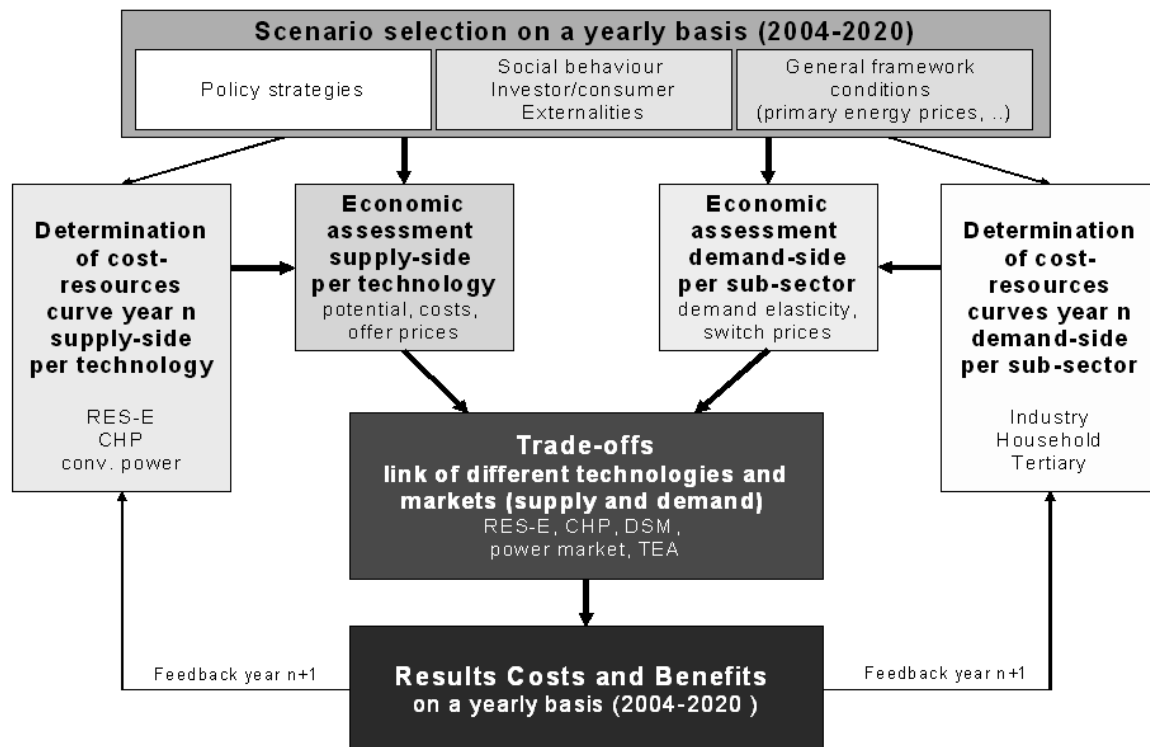 Scenario selection on a yearly basis (2004-2020)
Policy strategies
Social behaviour
Investor/consumer
Externalities
General framework
conditions
(primary energy prices, ..)
Determination
of cost-
resources
curve year n
supply-side
per technology
RES-E
CHP
conv. power
Economic
assessment
supply-side
per technology
potential, costs,
offer prices
Economic
assessment
demand-side
per sub-sector
demand elasticity,
switch prices
Determination
of cost-
resources
curves year n
demand-side
per sub-sector
Industry
Household
Tertiary
Trade-offs
link of different technologies and
markets (supply and demand)
RES-E, CHP, DSM,
power market, TEA
Feedback year n+1
Results Costs and Benefits
on a yearly basis (2004-2020 )
Feedback year n+1